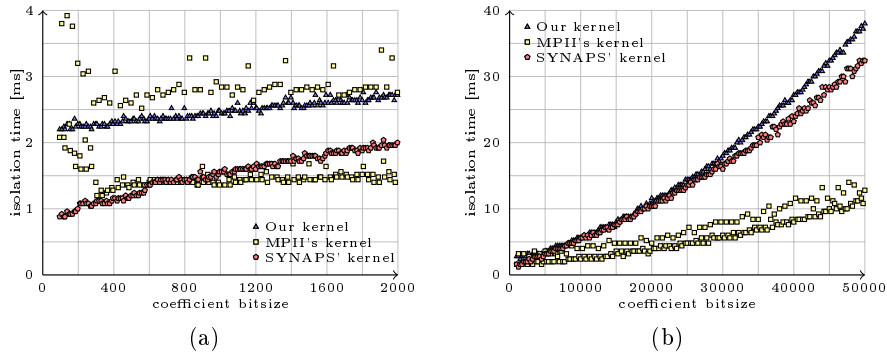 isolation time [ms]
4
3
2
1
0
0
400
800
1200
1600
2000
coefficient bitsize
Our kernel
MPII's kernel
SYNAPS' kernel
(a)
isolation time [ms]
40
30
20
10
0
0
10000
20000
30000
40000
50000
coefficient bitsize
Our kernel
MPII's kernel
SYNAPS' kernel
(b)